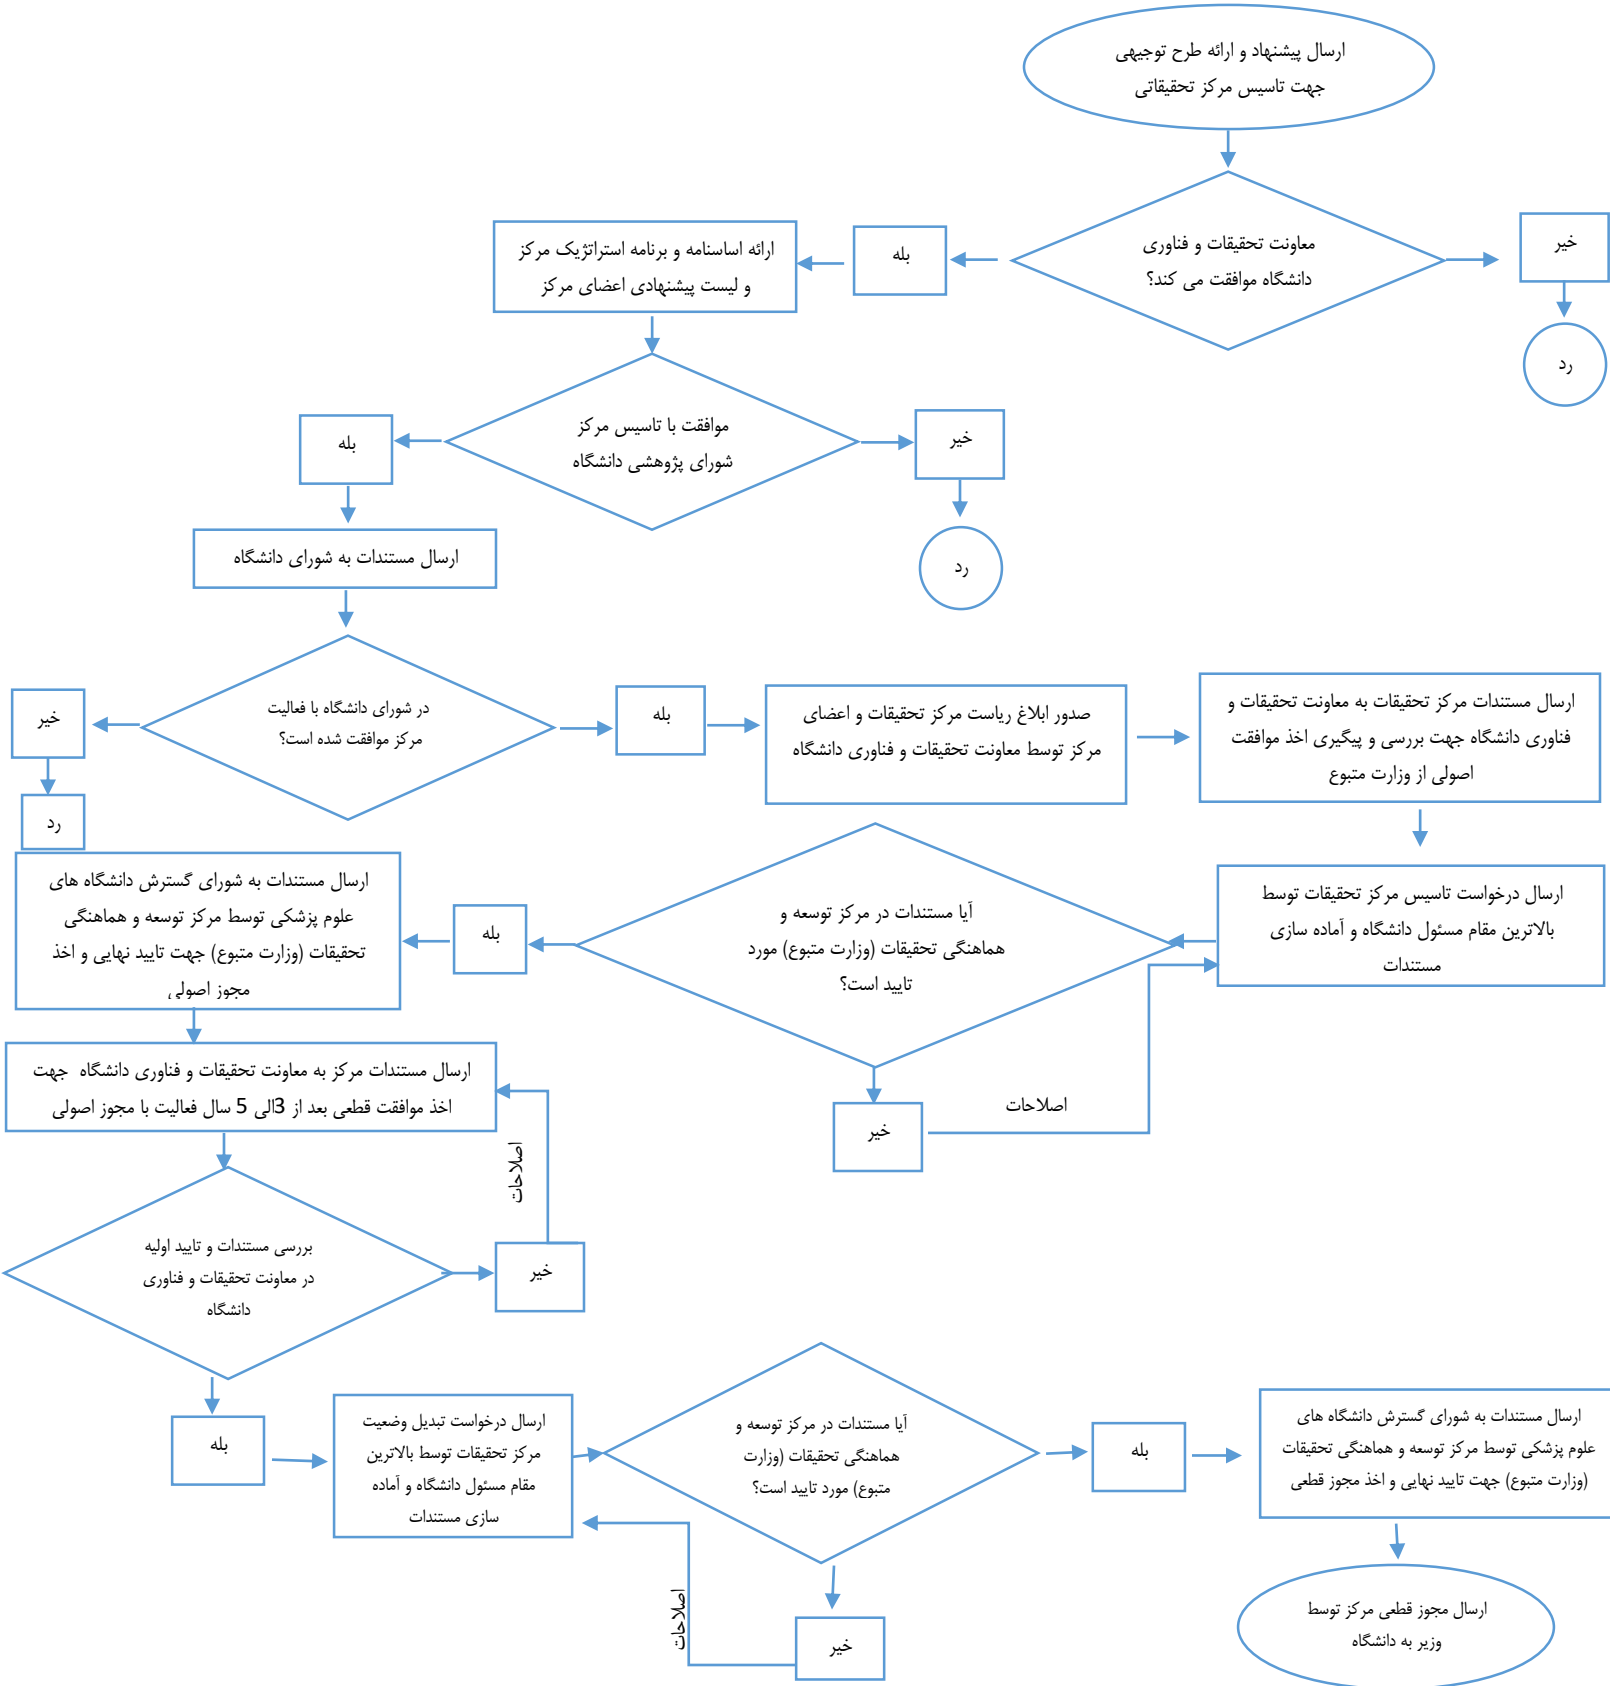 ارسال پیشنهاد و ارائه طرح توجیهی
جهت تاسیس مرکز تحقیقاتی
معاونت تحقیقات و فناوری
دانشگاه موافقت می کند؟
خیر
رد
بله
ارائه اساسنامه و برنامه استراتژیک مرکز
و لیست پیشنهادی اعضای مرکز
موافقت با تاسیس مرکز
شورای پژوهشی دانشگاه
خیر
رد
بله
ارسال مستندات به شورای دانشگاه
در شورای دانشگاه با فعالیت
مرکز موافقت شده است؟
خیر
رد
بله
صدور ابلاغ ریاست مرکز تحقیقات و اعضای
مرکز توسط معاونت تحقیقات و فناوری دانشگاه
ارسال مستندات مرکز تحقیقات به معاونت تحقیقات و
فناوری دانشگاه جهت بررسی و پیگیری اخذ موافقت
اصولی از وزارت متبوع
ارسال درخواست تاسیس مرکز تحقیقات توسط
بالاترین مقام مسئول دانشگاه و آماده سازی
مستندات
آیا مستندات در مرکز توسعه و
هماهنگی تحقیقات (وزارت متبوع) مورد
تایید است؟
خیر
اصلاحات
بله
ارسال مستندات به شورای گسترش دانشگاه های
علوم پزشکی توسط مرکز توسعه و هماهنگی
تحقیقات (وزارت متبوع) جهت تایید نهایی و اخذ
مجوز اصولی
ارسال مستندات مرکز به معاونت تحقیقات و فناوری دانشگاه  جهت
اخذ موافقت قطعی بعد از 3الی 5 سال فعالیت با مجوز اصولی
اصلاحات
بررسی مستندات و تایید اولیه
در معاونت تحقیقات و فناوری
دانشگاه
خیر
بله
ارسال درخواست تبدیل وضعیت
مرکز تحقیقات توسط بالاترین
مقام مسئول دانشگاه و آماده
سازی مستندات
آیا مستندات در مرکز توسعه و
هماهنگی تحقیقات (وزارت
متبوع) مورد تایید است؟
خیر
اصلاحات
بله
ارسال مستندات به شورای گسترش دانشگاه های
علوم پزشکی توسط مرکز توسعه و هماهنگی تحقیقات
(وزارت متبوع) جهت تایید نهایی و اخذ مجوز قطعی
ارسال مجوز قطعی مرکز توسط
وزیر به دانشگاه